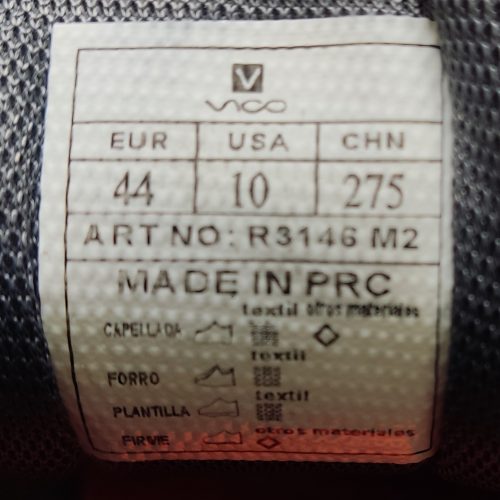 V
VICO
EUR USA CHN
44 10 275
ART NO: R3146 M2
MADE IN PRC
textil otros materiales
CAPELLADA
textil
FORRO
textil
PLANTILLA
otros materiales
FIRME